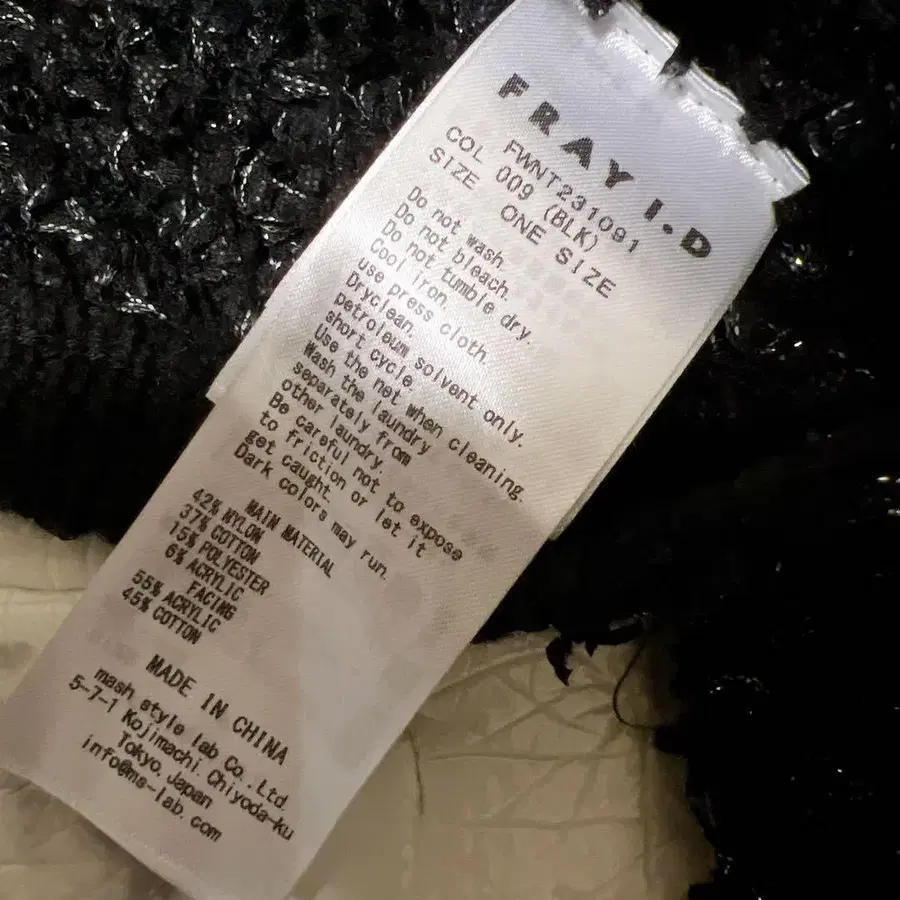 FRAY I.D
FWNT231091
COL 009 (BLK)
SIZE ONE SIZE
Do not wash.
Do not bleach.
Do not tumble dry.
Cool iron.
use press cloth.
Dryclean.
petroleum solvent only.
short cycle.
Use the net when cleaning.
Wash the laundry
separately from
other laundry.
Be careful not to expose
to friction or let it
get caught.
Dark colors may run.
MAIN MATERIAL
42% NYLON
37% COTTON
15% POLYESTER
6% ACRYLIC
FACING
55% ACRYLIC
45% COTTON
MADE IN CHINA
mash style lab Co.,Ltd.
5-7-1 Kojimachi, Chiyoda-ku
Tokyo, Japan
info@ms-lab.com